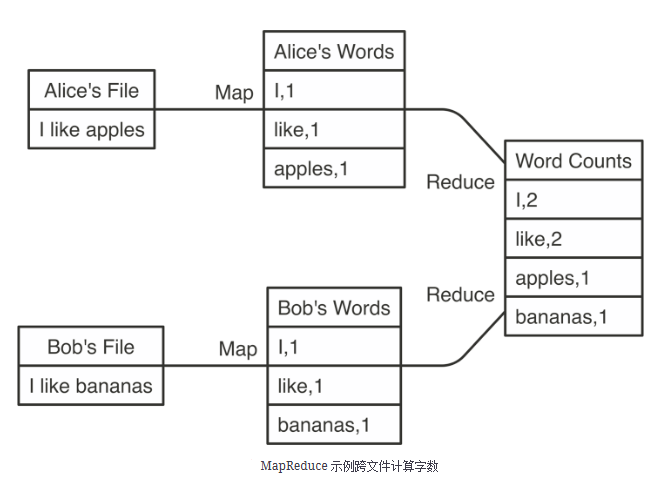 Alice's File
I like apples
Map
Alice's Words
I,1
like,1
apples,1
Reduce
Bob's File
I like bananas
Map
Bob's Words
I,1
like,1
bananas,1
Reduce
Word Counts
I,2
like,2
apples,1
bananas,1
MapReduce 示例跨文件计算字数